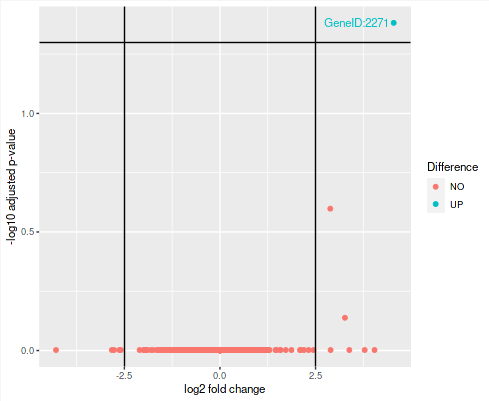 GeneID:2271
1.0
0.5
0.0
-2.5
0.0
2.5
-log10 adjusted p-value
log2 fold change
Difference
NO
UP